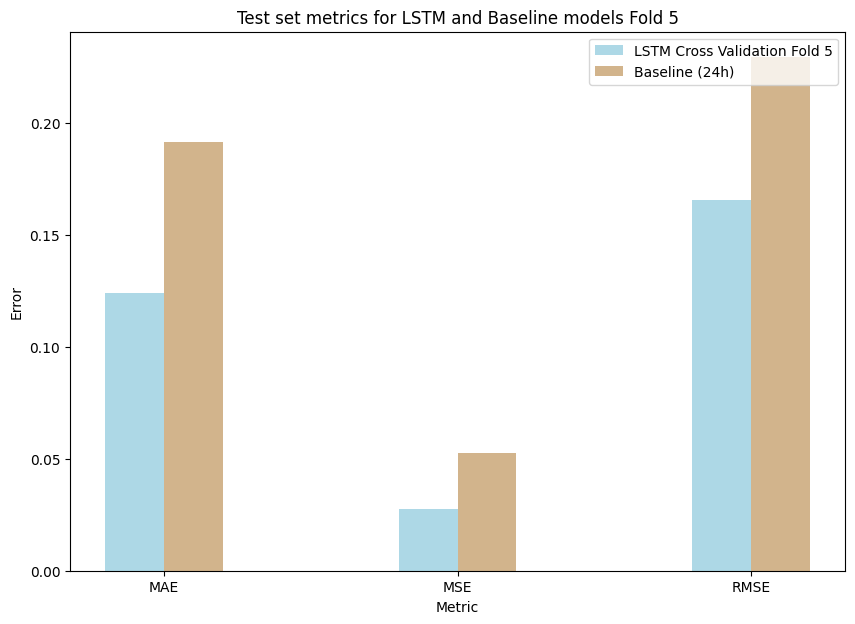 Test set metrics for LSTM and Baseline models Fold 5
LSTM Cross Validation Fold 5
Baseline (24h)
0.20
0.15
0.10
0.05
0.00
Error
MAE
MSE
RMSE
Metric